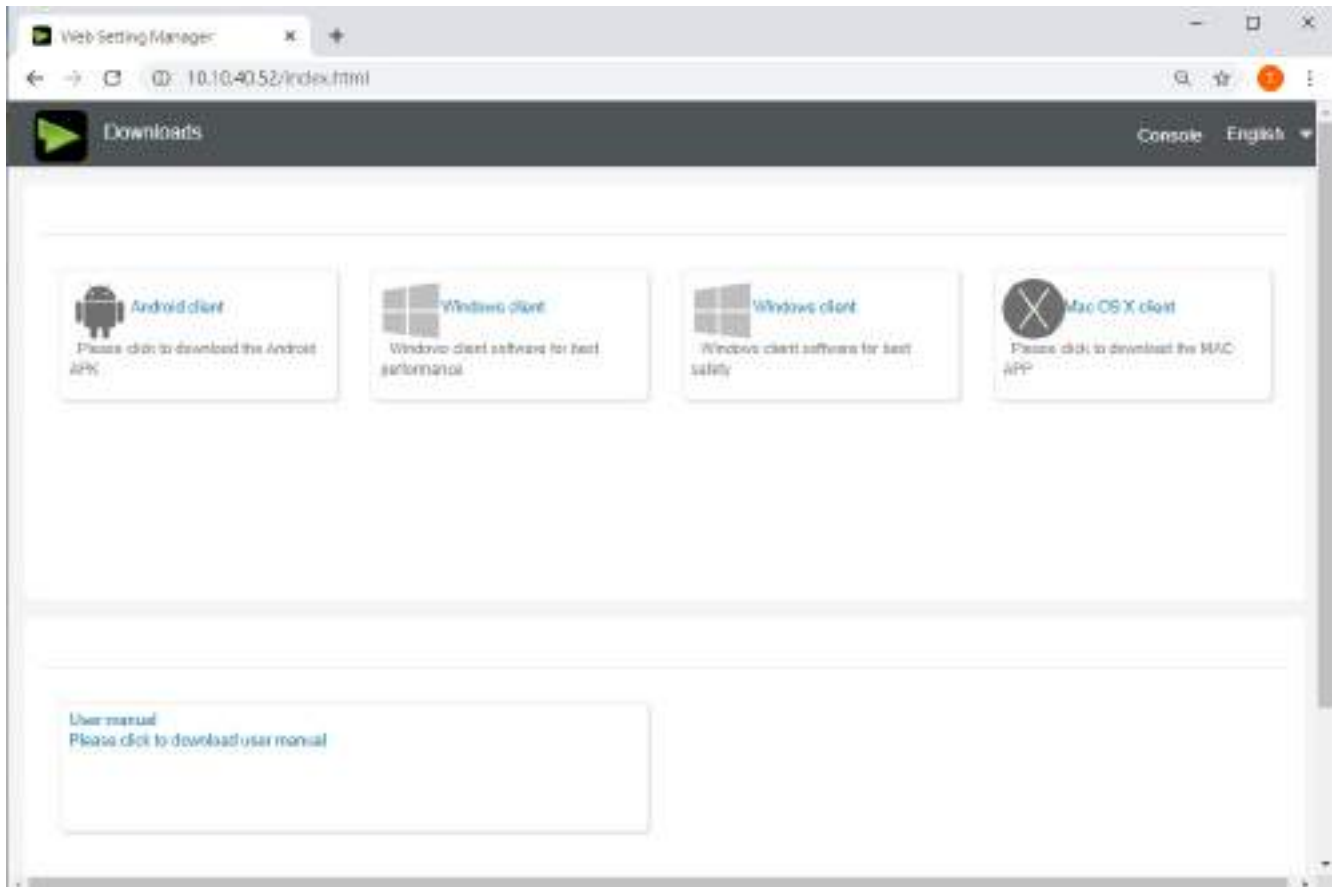 Web Setting Manager
10.10.40.52/index.html
Downloads
Console English
Android client
Please click to download the Android
APK
Windows client
Windows client software for best
performance
Windows client
Windows client software for best
safety
Mac OS X client
Please click to download the MAC
APP
User manual
Please click to download user manual